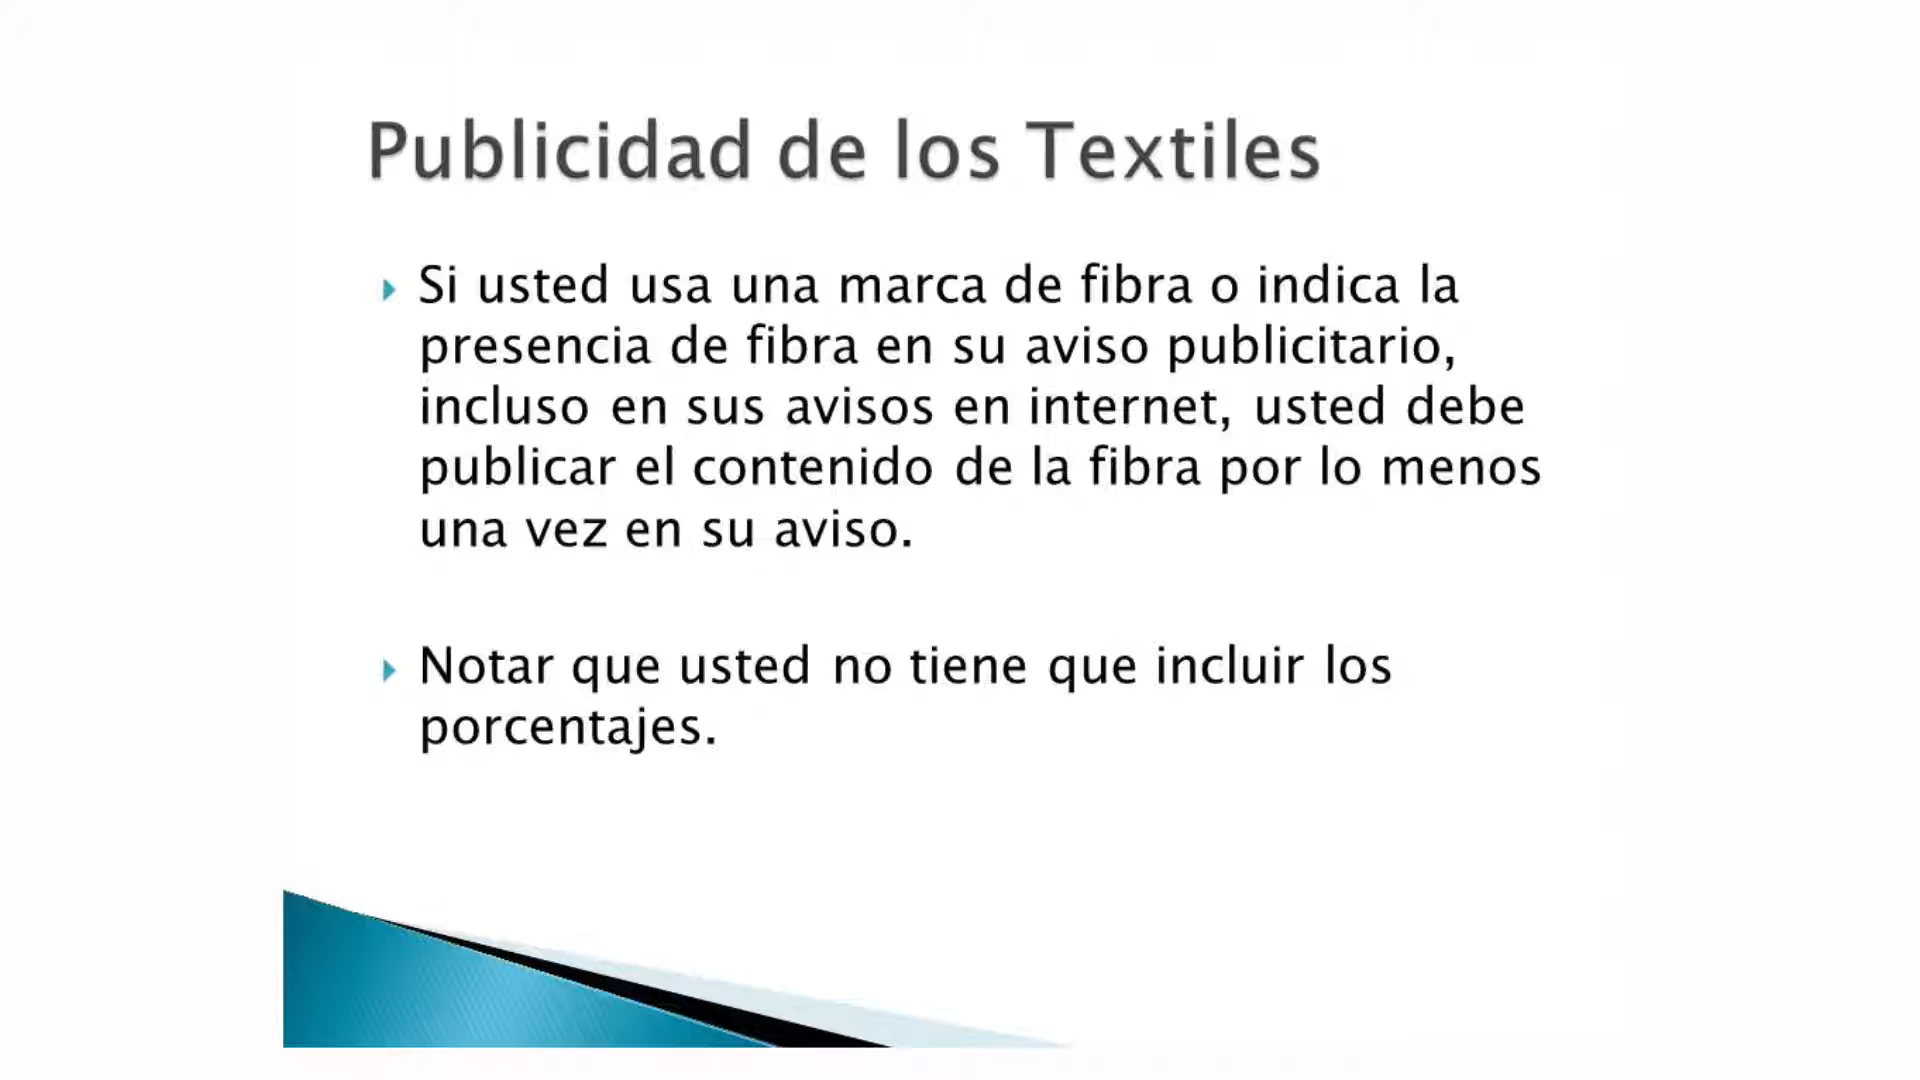 Publicidad de los Textiles
Si usted usa una marca de fibra o indica la
presencia de fibra en su aviso publicitario,
incluso en sus avisos en internet, usted debe
publicar el contenido de la fibra por lo menos
una vez en su aviso.
Notar que usted no tiene que incluir los
porcentajes.